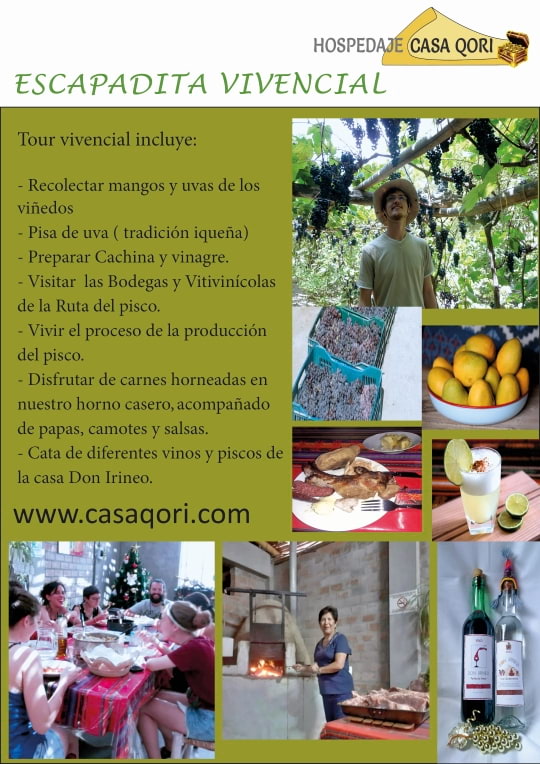 HOSPEDAJE CASA QORI
ESCAPADITA VIVENCIAL
Tour vivencial incluye:
- Recolectar mangos y uvas de los
viñedos
- Pisa de uva ( tradición iqueña)
- Preparar Cachina y vinagre.
- Visitar las Bodegas y Vitivinícolas
de la Ruta del pisco.
- Vivir el proceso de la producción
del pisco.
- Disfrutar de carnes horneadas en
nuestro horno casero, acompañado
de papas, camotes y salsas.
- Cata de diferentes vinos y piscos de
la casa Don Irineo.
www.casaqori.com
DON IRINEO